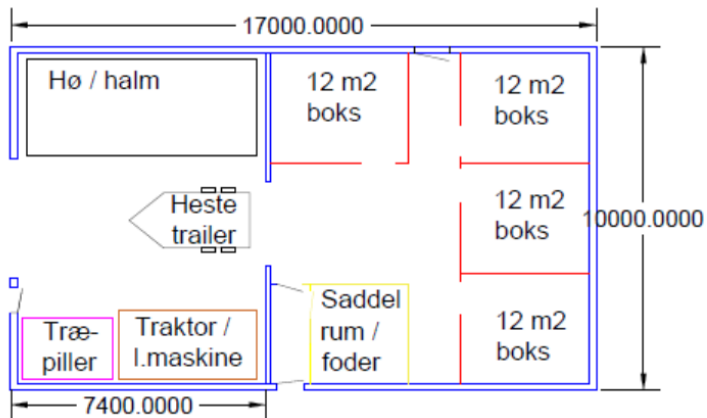 17000.0000
Hø / halm
12 m2
boks
12 m2
boks
Heste
trailer
12 m2
boks
10000.0000
Træ-
piller
Traktor /
l.maskine
Saddel
rum /
foder
12 m2
boks
7400.0000